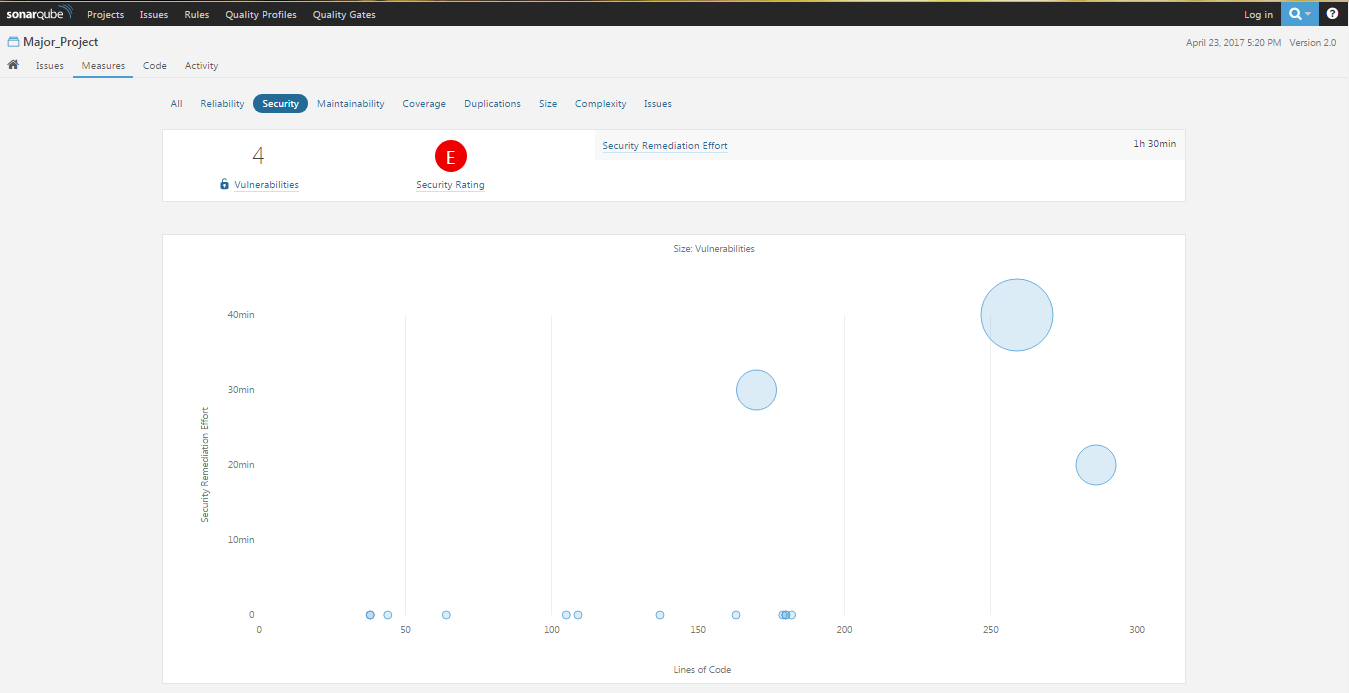 sonarqube Projects Issues Rules Quality Profiles Quality Gates Log in
Major_Project April 23, 2017 5:20 PM Version 2.0
Issues Measures Code Activity
All Reliability Security Maintainability Coverage Duplications Size Complexity Issues
4 E Security Remediation Effort 1h 30min
Vulnerabilities Security Rating
Size: Vulnerabilities
40min
30min
20min
10min
0
Security Remediation Effort
0 50 100 150 200 250 300
Lines of Code